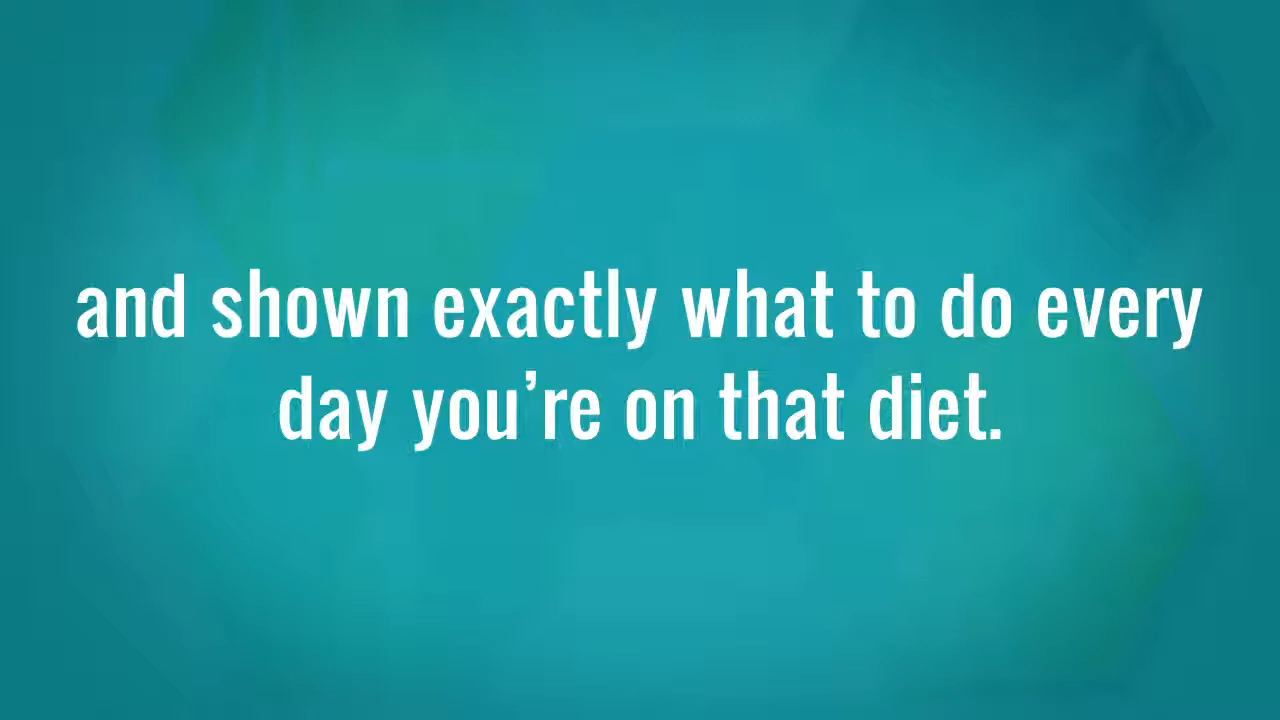 and shown exactly what to do every
day you’re on that diet.